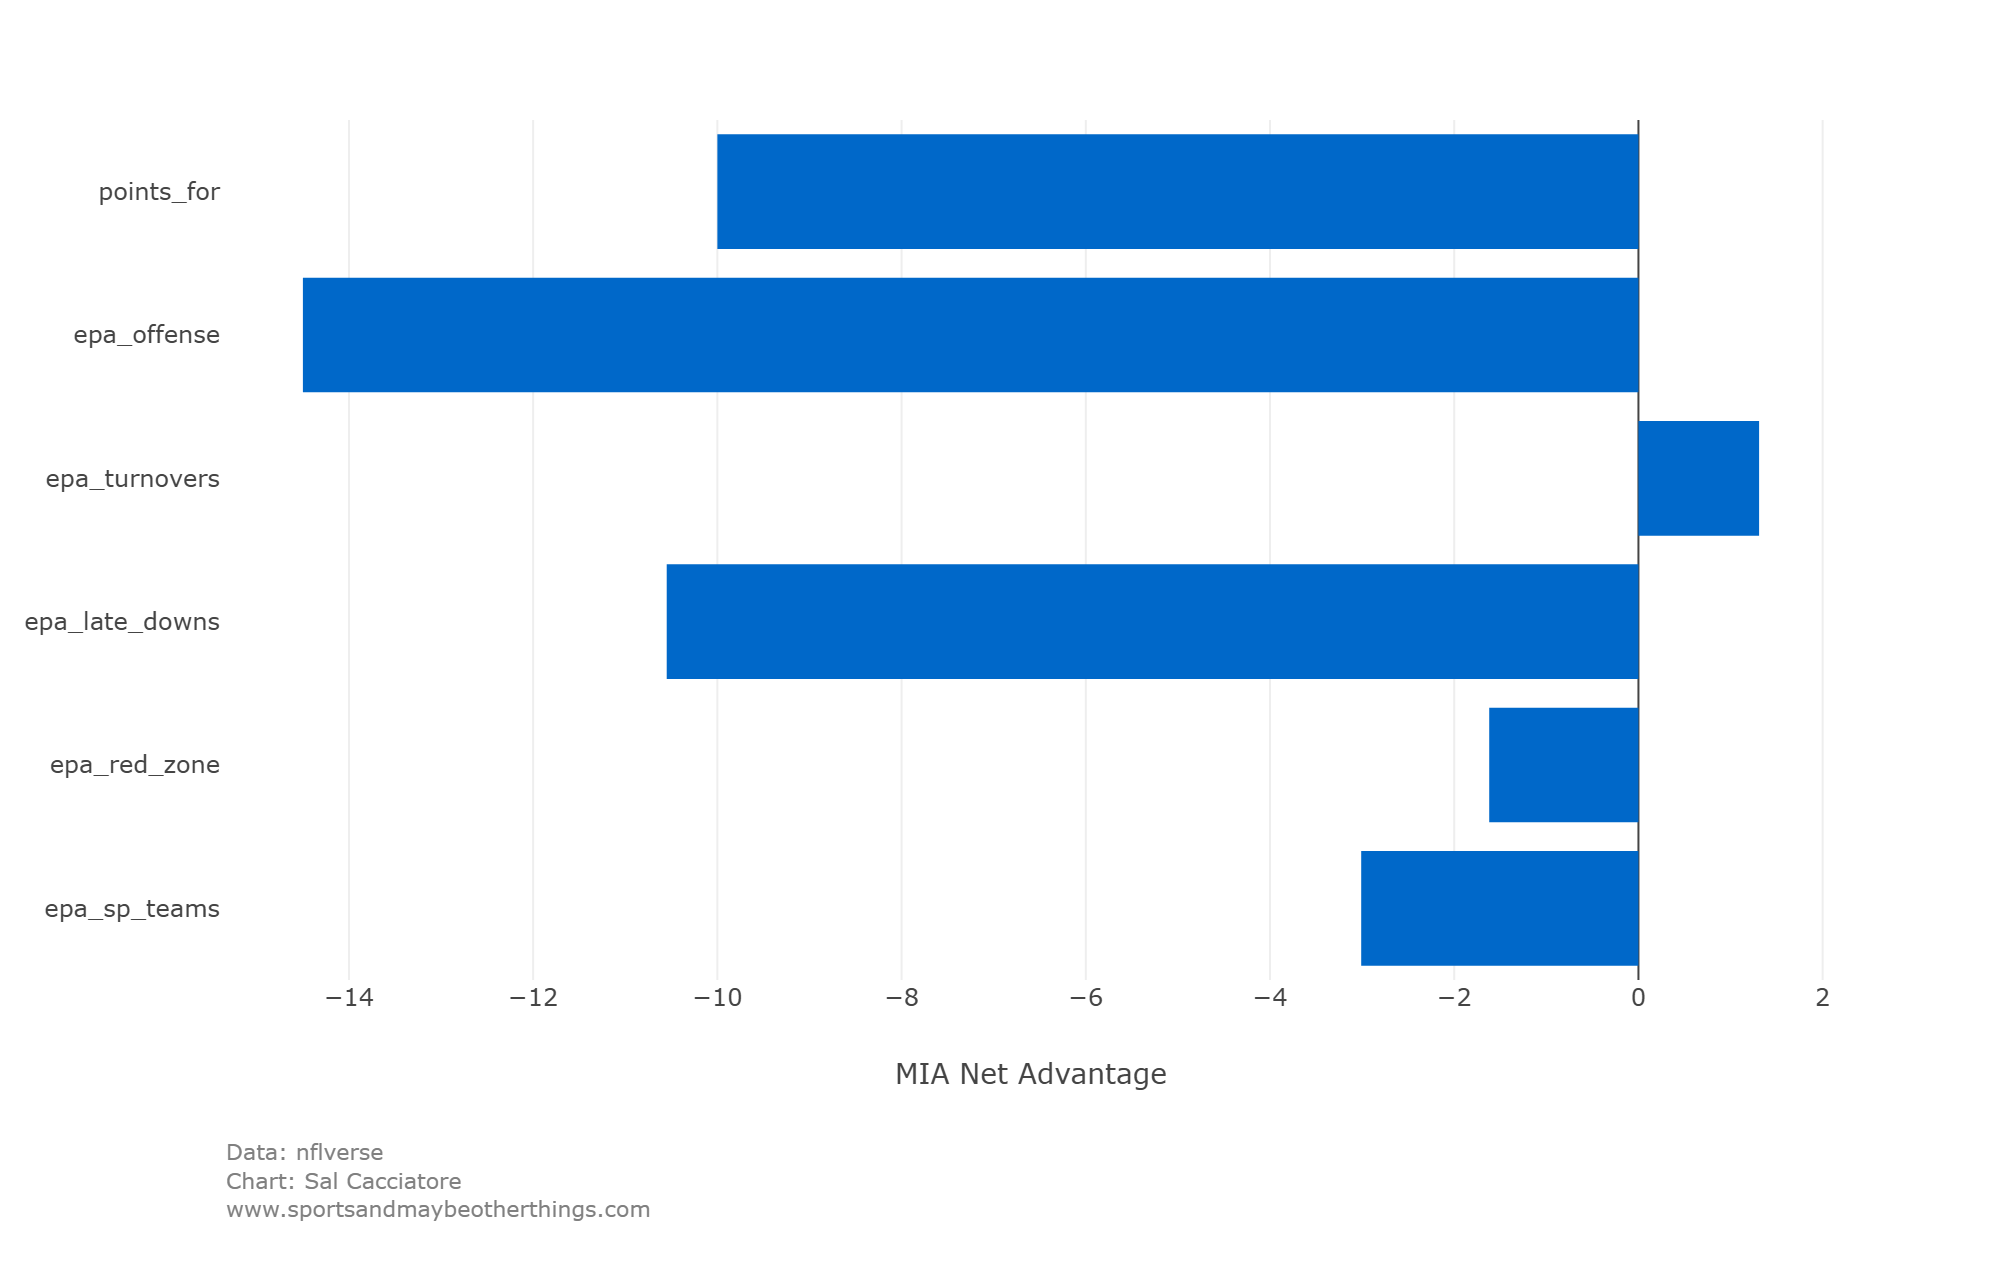 points_for
epa_offense
epa_turnovers
epa_late_downs
epa_red_zone
epa_sp_teams
−14 −12 −10 −8 −6 −4 −2 0 2
MIA Net Advantage
Data: nflverse
Chart: Sal Cacciatore
www.sportsandmaybeotherthings.com